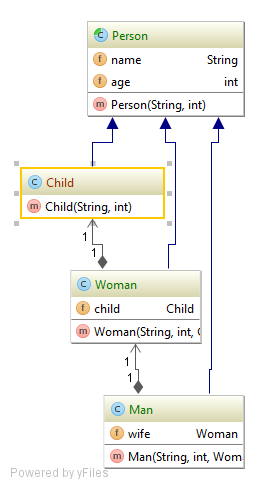 Person
name String
age int
Person(String, int)
Child
Child(String, int)
1
1
Woman
child Child
Woman(String, int,
1
1
Man
wife Woman
Man(String, int, Wom
Powered by yFiles